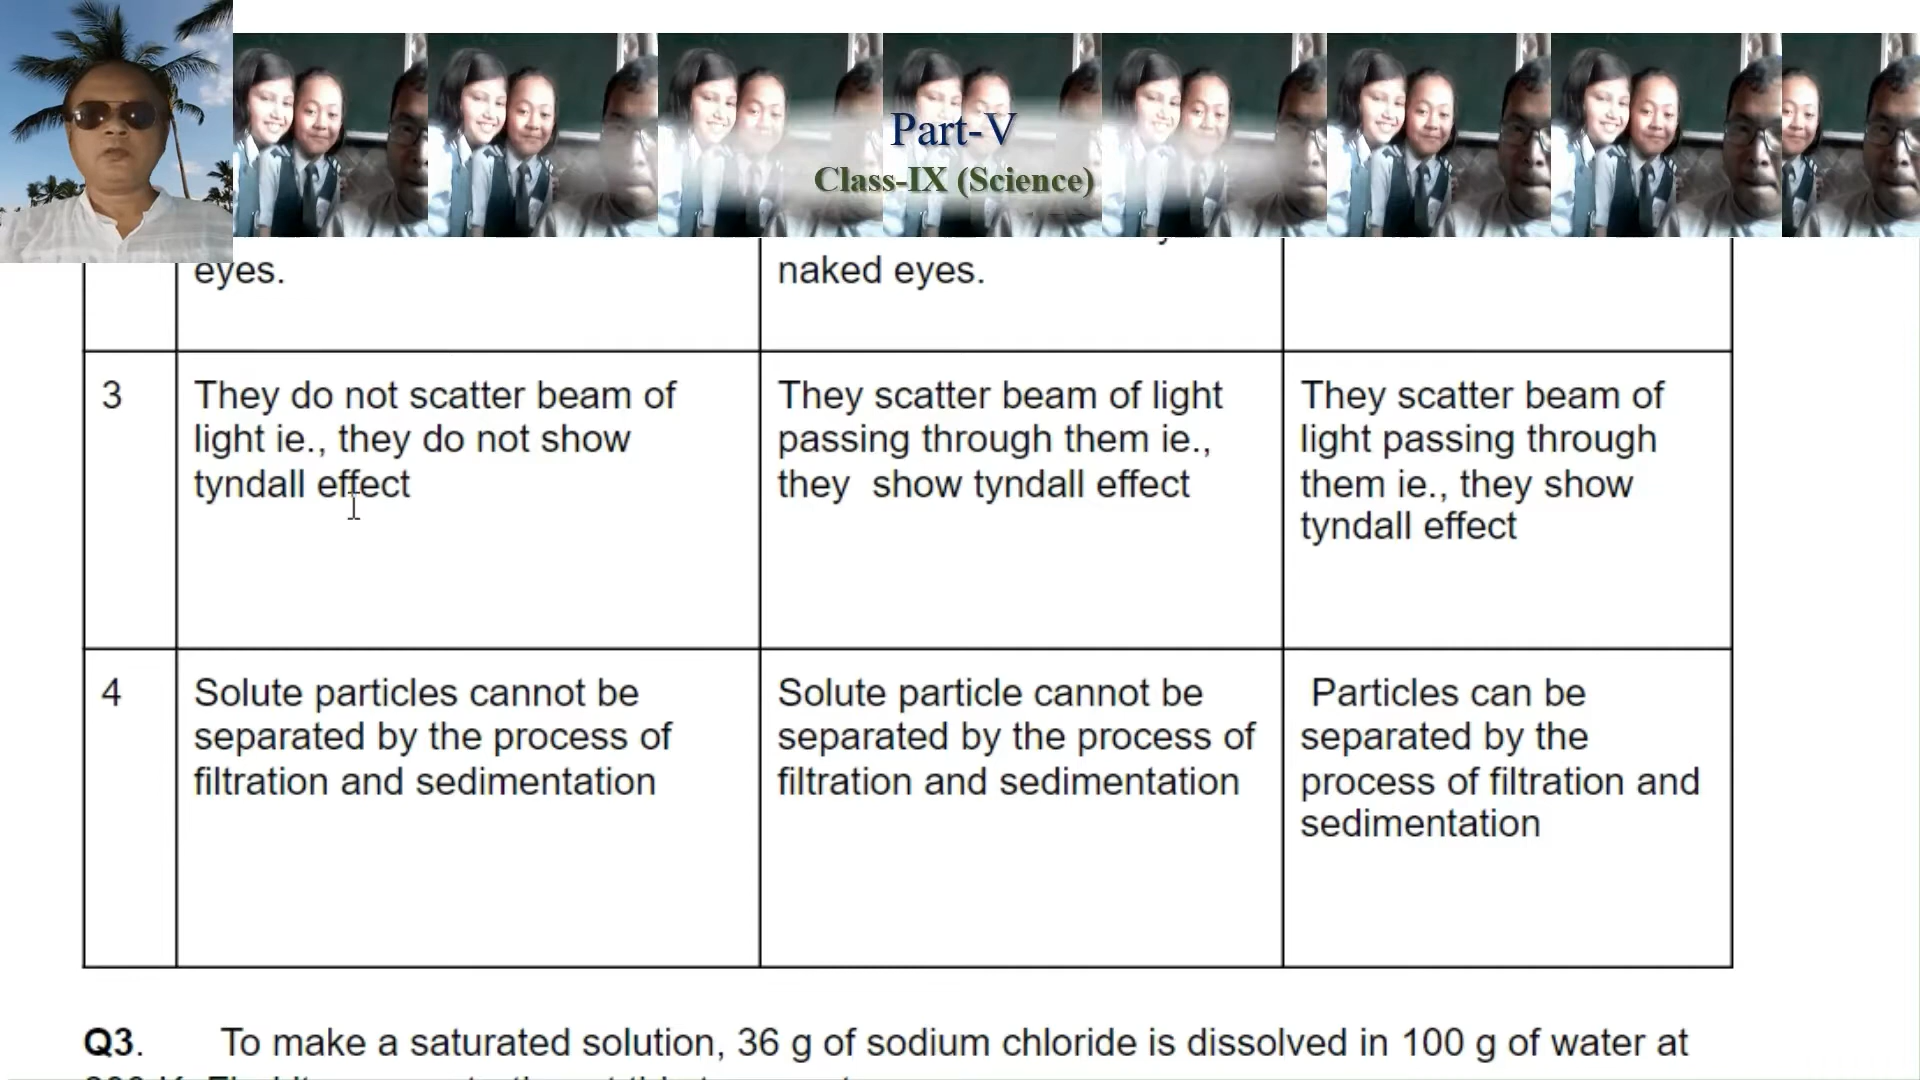 Part-V
Class-IX (Science)
eyes.
naked eyes.
3
They do not scatter beam of
light ie., they do not show
tyndall effect
They scatter beam of light
passing through them ie.,
they  show tyndall effect
They scatter beam of
light passing through
them ie., they show
tyndall effect
4
Solute particles cannot be
separated by the process of
filtration and sedimentation
Solute particle cannot be
separated by the process of
filtration and sedimentation
Particles can be
separated by the
process of filtration and
sedimentation
Q3. To make a saturated solution, 36 g of sodium chloride is dissolved in 100 g of water at